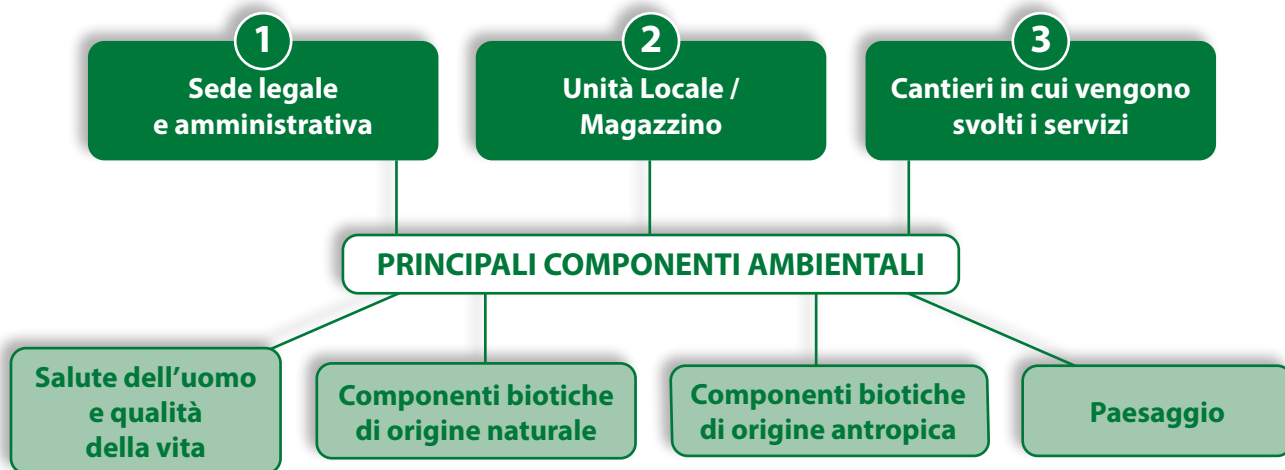 1
Sede legale
e amministrativa
2
Unità Locale /
Magazzino
3
Cantieri in cui vengono
svolti i servizi
PRINCIPALI COMPONENTI AMBIENTALI
Salute dell’uomo
e qualità
della vita
Componenti biotiche
di origine naturale
Componenti biotiche
di origine antropica
Paesaggio